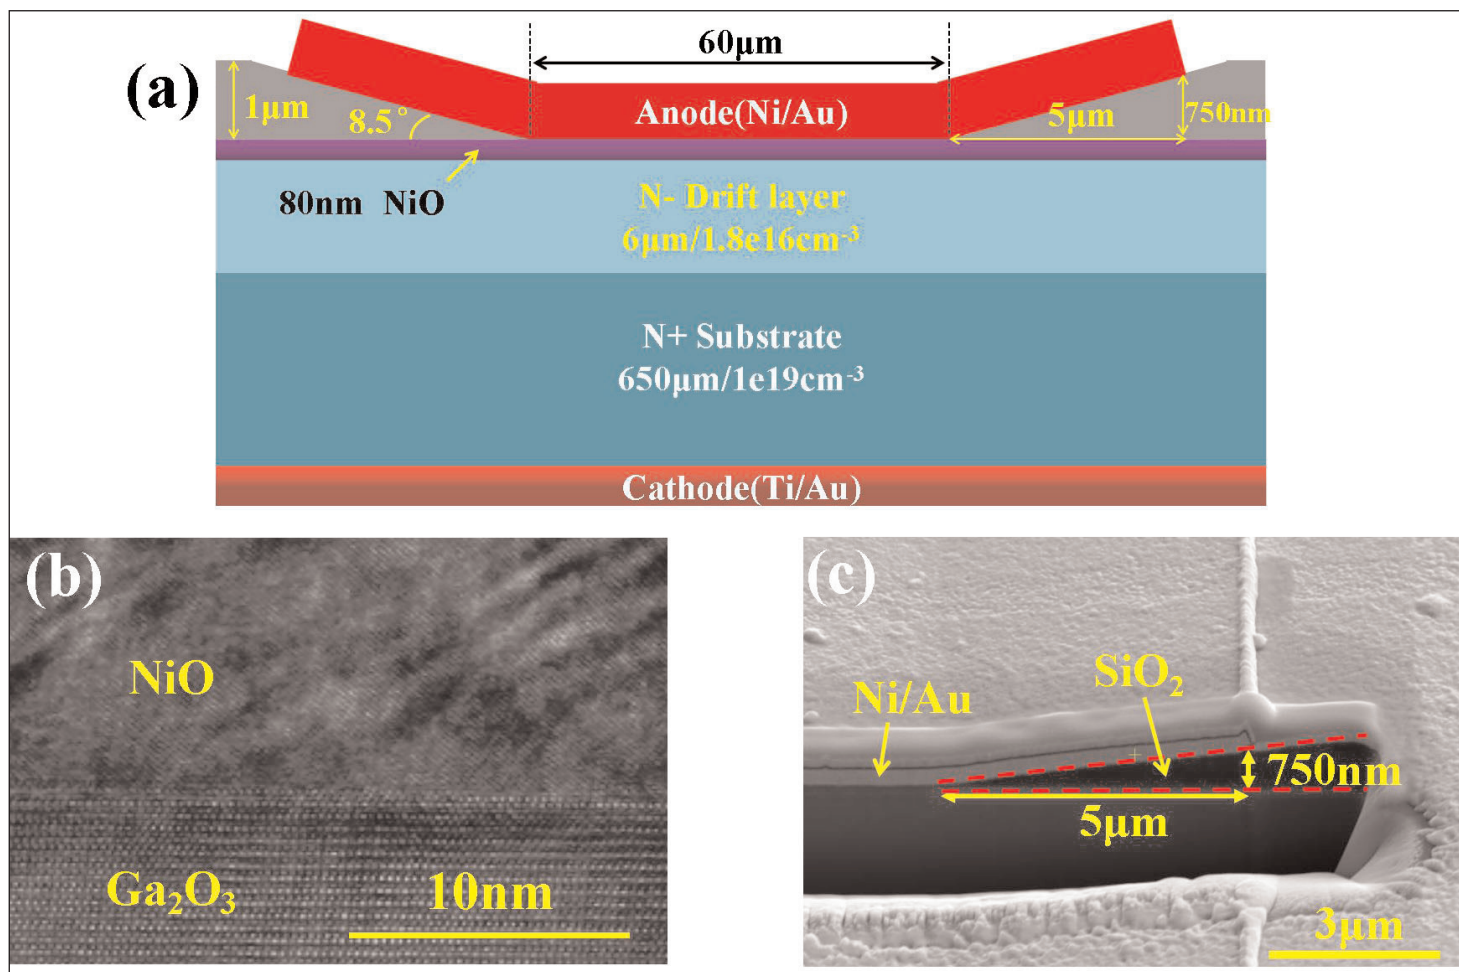 (a)
60μm
1μm
8.5°
Anode(Ni/Au)
5μm
750nm
80nm NiO
N- Drift layer
6μm/1.8e16cm⁻³
N+ Substrate
650μm/1e19cm⁻³
Cathode(Ti/Au)
(b)
NiO
Ga₂O₃
10nm
(c)
Ni/Au
SiO₂
750nm
5μm
3μm